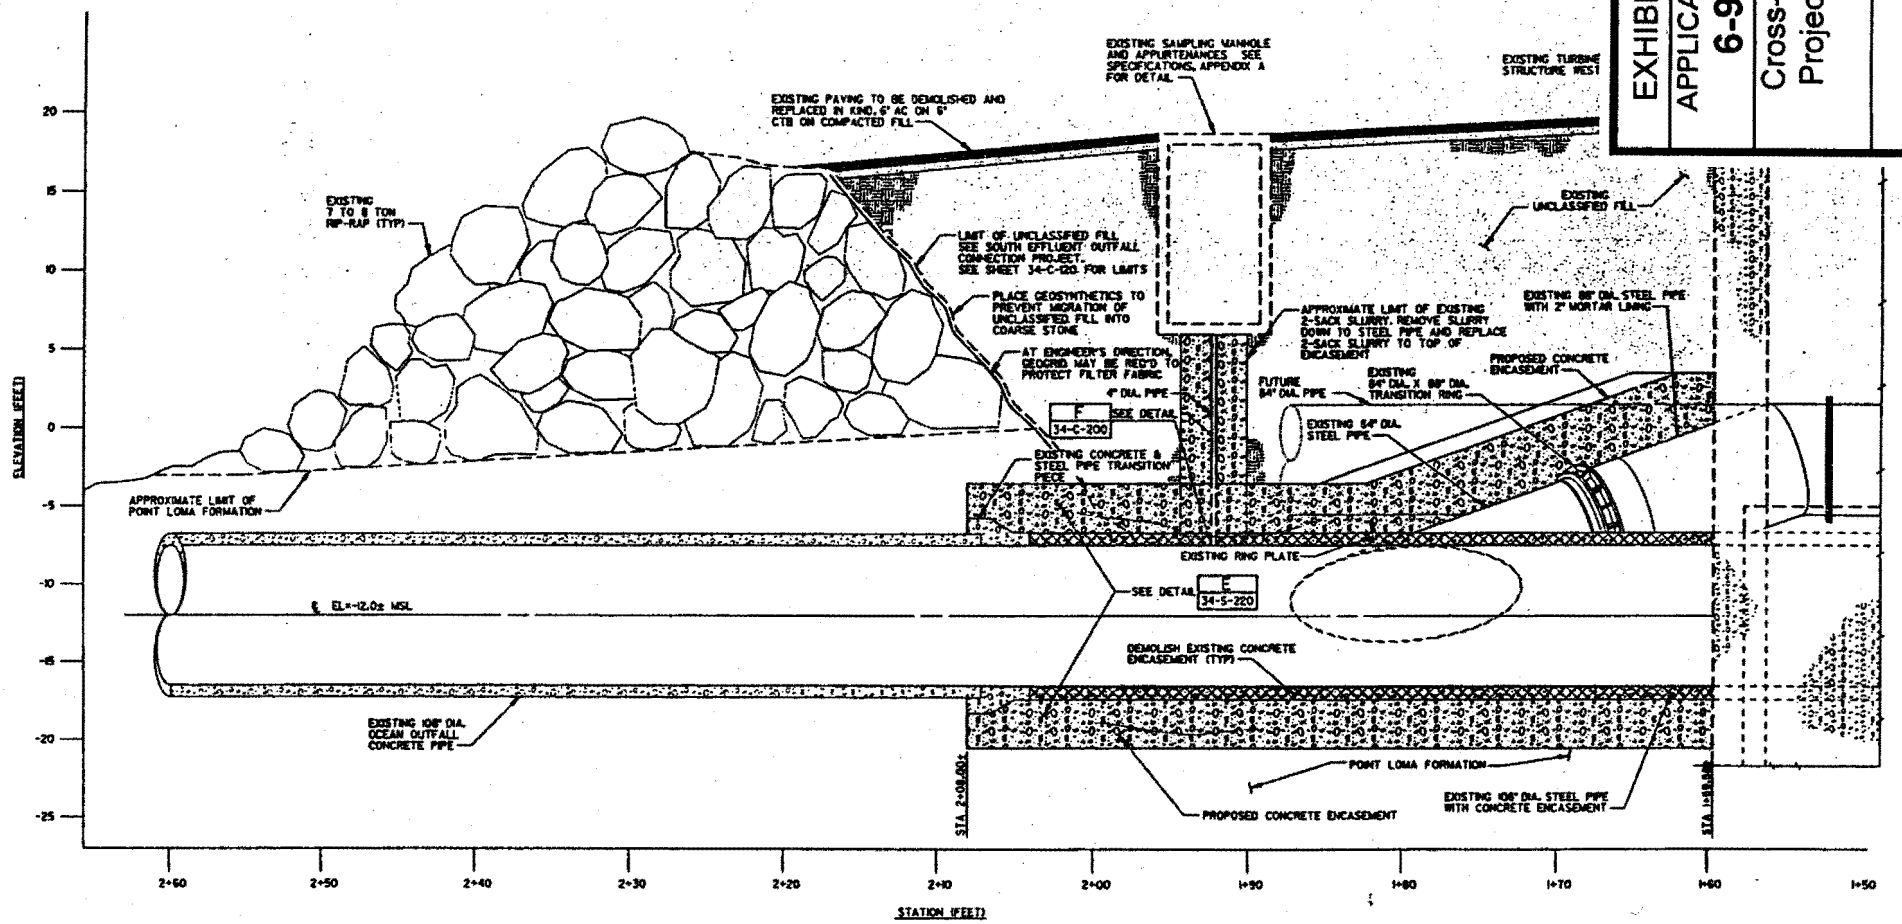 EXHIBI
APPLICA
6-9
Cross-
Projec
EXISTING SAMPLING MANHOLE
AND APPURTENANCES SEE
SPECIFICATIONS, APPENDIX A
FOR DETAIL
EXISTING TURBINE
STRUCTURE WEST
EXISTING PAVING TO BE DEMOLISHED AND
REPLACED IN KIND. 6" AC ON 6"
CTB ON COMPACTED FILL
EXISTING
7 TO 8 TON
RIP-RAP (TYP)
EXISTING
UNCLASSIFIED FILL
LIMIT OF UNCLASSIFIED FILL
SEE SOUTH EFFLUENT OUTFALL
CONNECTION PROJECT.
SEE SHEET 34-C-120 FOR LIMITS
PLACE GEOSYNTHETICS TO
PREVENT MIGRATION OF
UNCLASSIFIED FILL INTO
COARSE STONE
AT ENGINEER'S DIRECTION,
GEOGRID MAY BE REQ'D TO
PROTECT FILTER FABRIC
APPROXIMATE LIMIT OF EXISTING
2-SACK SLURRY. REMOVE SLURRY
DOWN TO STEEL PIPE AND REPLACE
2-SACK SLURRY TO TOP OF
ENCASEMENT
EXISTING 88" DIA. STEEL PIPE
WITH 2" MORTAR LINING
PROPOSED CONCRETE
ENCASEMENT
EXISTING
84" DIA. X 88" DIA.
TRANSITION RING
FUTURE
84" DIA. PIPE
EXISTING 84" DIA.
STEEL PIPE
4" DIA. PIPE
F
34-C-200
SEE DETAIL
EXISTING CONCRETE &
STEEL PIPE TRANSITION
PIECE
APPROXIMATE LIMIT OF
POINT LOMA FORMATION
EXISTING RING PLATE
SEE DETAIL
E
34-S-220
℄ EL=-12.0± MSL
DEMOLISH EXISTING CONCRETE
ENCASEMENT (TYP)
EXISTING 108" DIA.
OCEAN OUTFALL
CONCRETE PIPE
POINT LOMA FORMATION
PROPOSED CONCRETE ENCASEMENT
EXISTING 108" DIA. STEEL PIPE
WITH CONCRETE ENCASEMENT
STA 2+08.00±
ELEVATION (FEET)
20
15
10
5
0
-5
-10
-15
-20
-25
2+60
2+50
2+40
2+30
2+20
2+10
2+00
1+90
1+80
1+70
1+60
1+50
STATION (FEET)